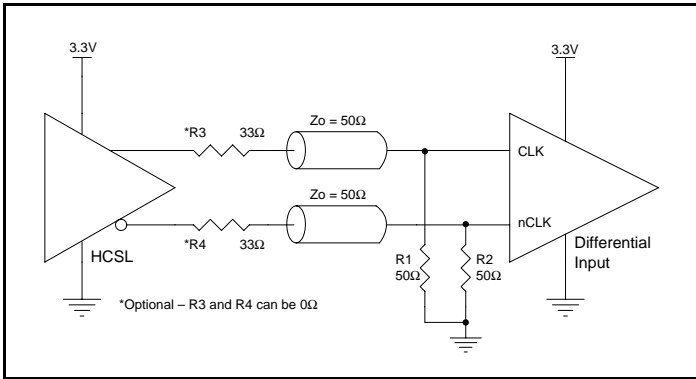 3.3V
3.3V
*R3 33Ω
Zo = 50Ω
CLK
Zo = 50Ω
nCLK
*R4 33Ω
HCSL
R1
50Ω
R2
50Ω
Differential
Input
*Optional – R3 and R4 can be 0Ω